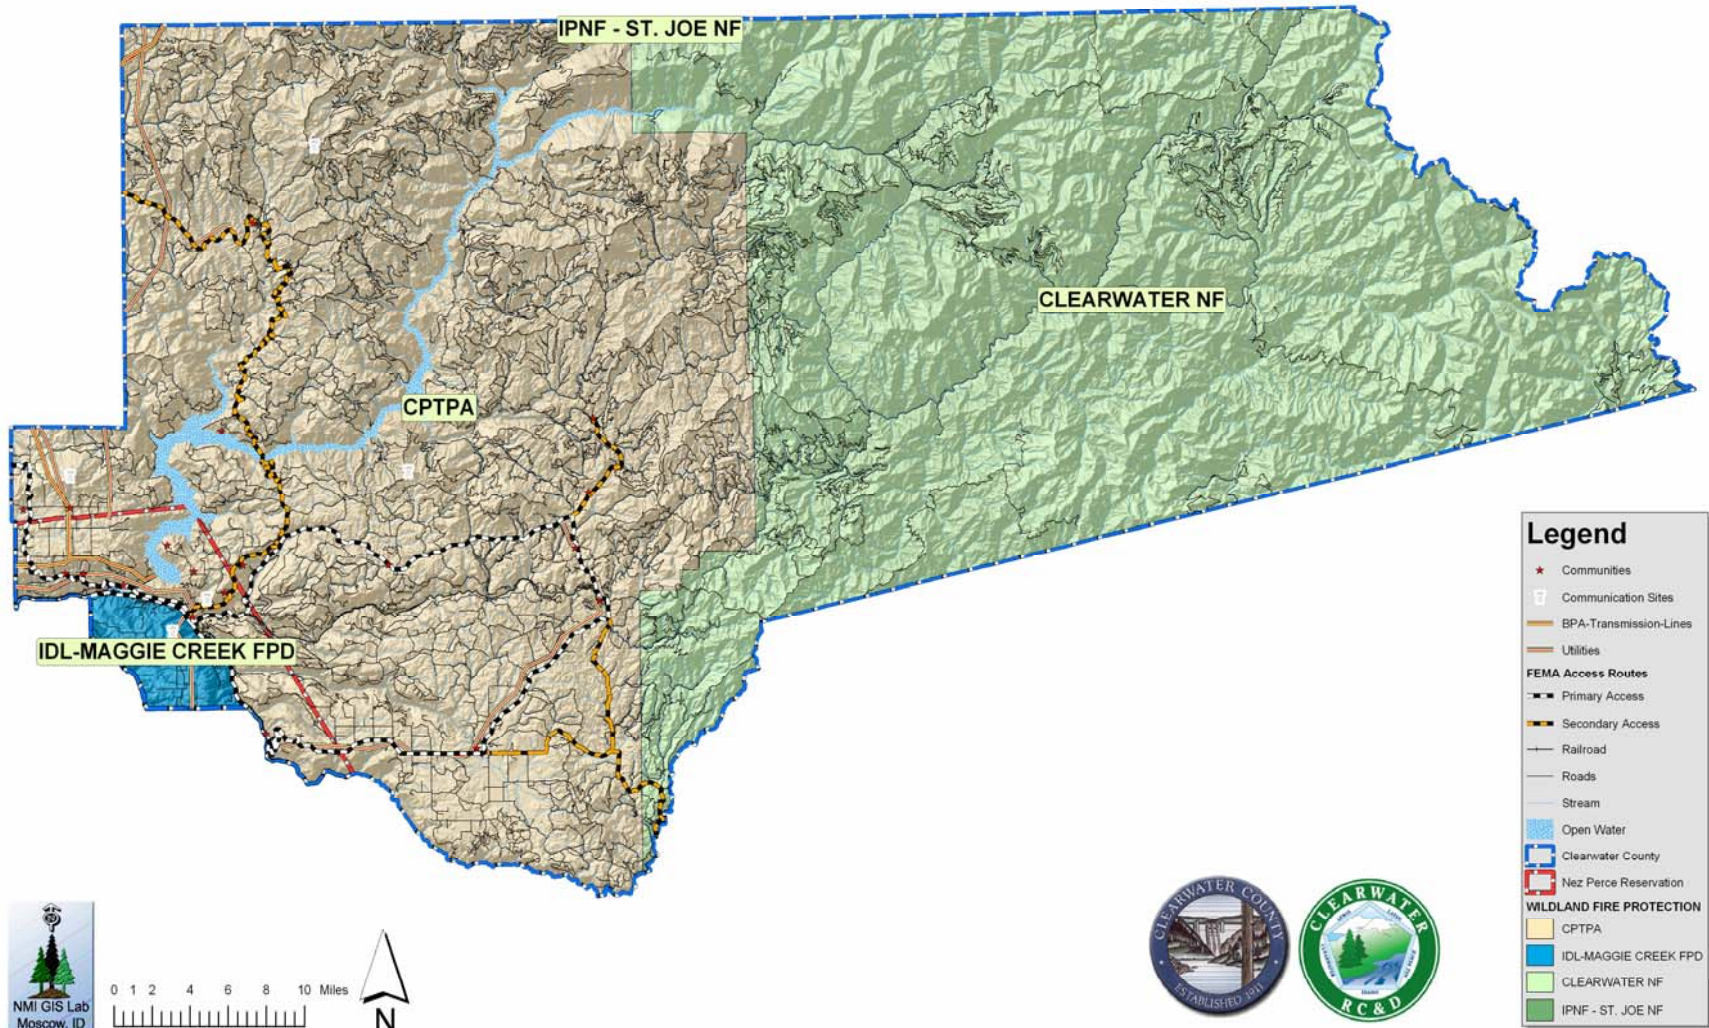 IPNF - ST. JOE NF
CLEARWATER NF
CPTPA
IDL-MAGGIE CREEK FPD
Legend
Communities
Communication Sites
BPA-Transmission-Lines
Utilities
FEMA Access Routes
Primary Access
Secondary Access
Railroad
Roads
Stream
Open Water
Clearwater County
Nez Perce Reservation
WILDLAND FIRE PROTECTION
CPTPA
IDL-MAGGIE CREEK FPD
CLEARWATER NF
IPNF - ST. JOE NF
NMI GIS Lab
Moscow, ID
0 1 2 4 6 8 10 Miles
N
CLEARWATER COUNTY
ESTABLISHED 1911
CLEARWATER
RC & D